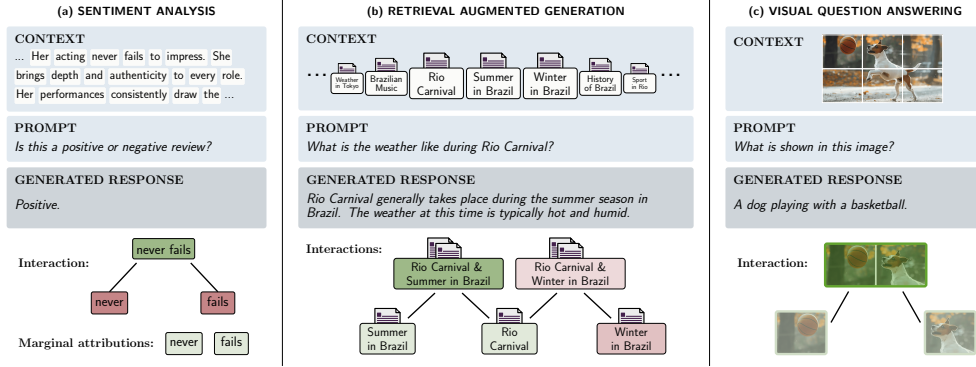 (a) SENTIMENT ANALYSIS
CONTEXT
... Her acting never fails to impress. She
brings depth and authenticity to every role.
Her performances consistently draw the ...
PROMPT
Is this a positive or negative review?
GENERATED RESPONSE
Positive.
Interaction:
never fails
never
fails
Marginal attributions:
never
fails
(b) RETRIEVAL AUGMENTED GENERATION
CONTEXT
...
Weather
in Tokyo
Brazilian
Music
Rio
Carnival
Summer
in Brazil
Winter
in Brazil
History
of Brazil
Sport
in Rio
...
PROMPT
What is the weather like during Rio Carnival?
GENERATED RESPONSE
Rio Carnival generally takes place during the summer season in
Brazil. The weather at this time is typically hot and humid.
Interactions:
Rio Carnival &
Summer in Brazil
Rio Carnival &
Winter in Brazil
Summer
in Brazil
Rio
Carnival
Winter
in Brazil
(c) VISUAL QUESTION ANSWERING
CONTEXT
PROMPT
What is shown in this image?
GENERATED RESPONSE
A dog playing with a basketball.
Interaction: